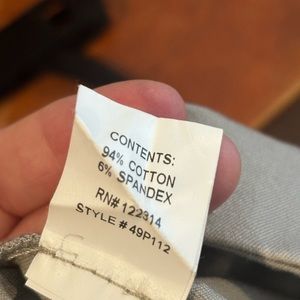 CONTENTS:
94% COTTON
6% SPANDEX
RN# 122314
STYLE #49P112